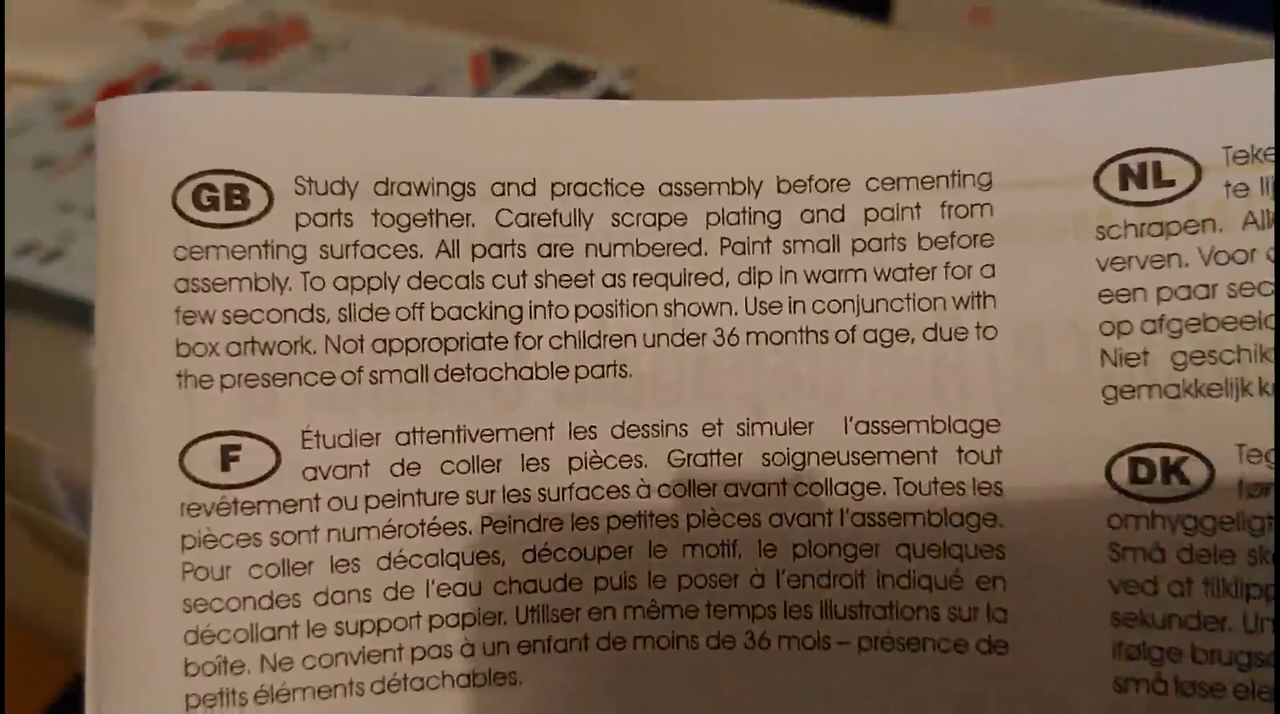 GB Study drawings and practice assembly before cementing
parts together. Carefully scrape plating and paint from
cementing surfaces. All parts are numbered. Paint small parts before
assembly. To apply decals cut sheet as required, dip in warm water for a
few seconds, slide off backing into position shown. Use in conjunction with
box artwork. Not appropriate for children under 36 months of age, due to
the presence of small detachable parts.
F Étudier attentivement les dessins et simuler l'assemblage
avant de coller les pièces. Gratter soigneusement tout
revêtement ou peinture sur les surfaces à coller avant collage. Toutes les
pièces sont numérotées. Peindre les petites pièces avant l'assemblage.
Pour coller les décalques, découper le motif, le plonger quelques
secondes dans de l'eau chaude puis le poser à l'endroit indiqué en
décollant le support papier. Utiliser en même temps les illustrations sur la
boîte. Ne convient pas à un enfant de moins de 36 mois – présence de
petits éléments détachables.
NL
te
schrapen.
verven. Voor
een paar
op
Niet
gemakkelijk
DK
Små dele
ved at
sekunder.
ifølge
små løse